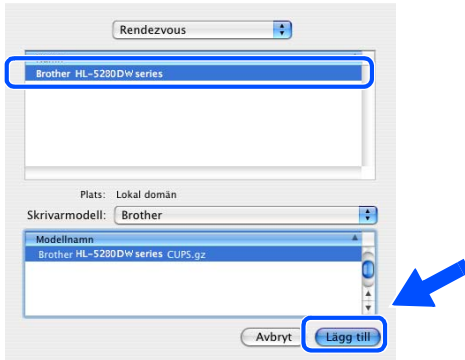 Rendezvous
Brother HL-5280DW series
Plats: Lokal domän
Skrivarmodell: Brother
Modellnamn
Brother HL-5280DW series CUPS.gz
Avbryt Lägg till